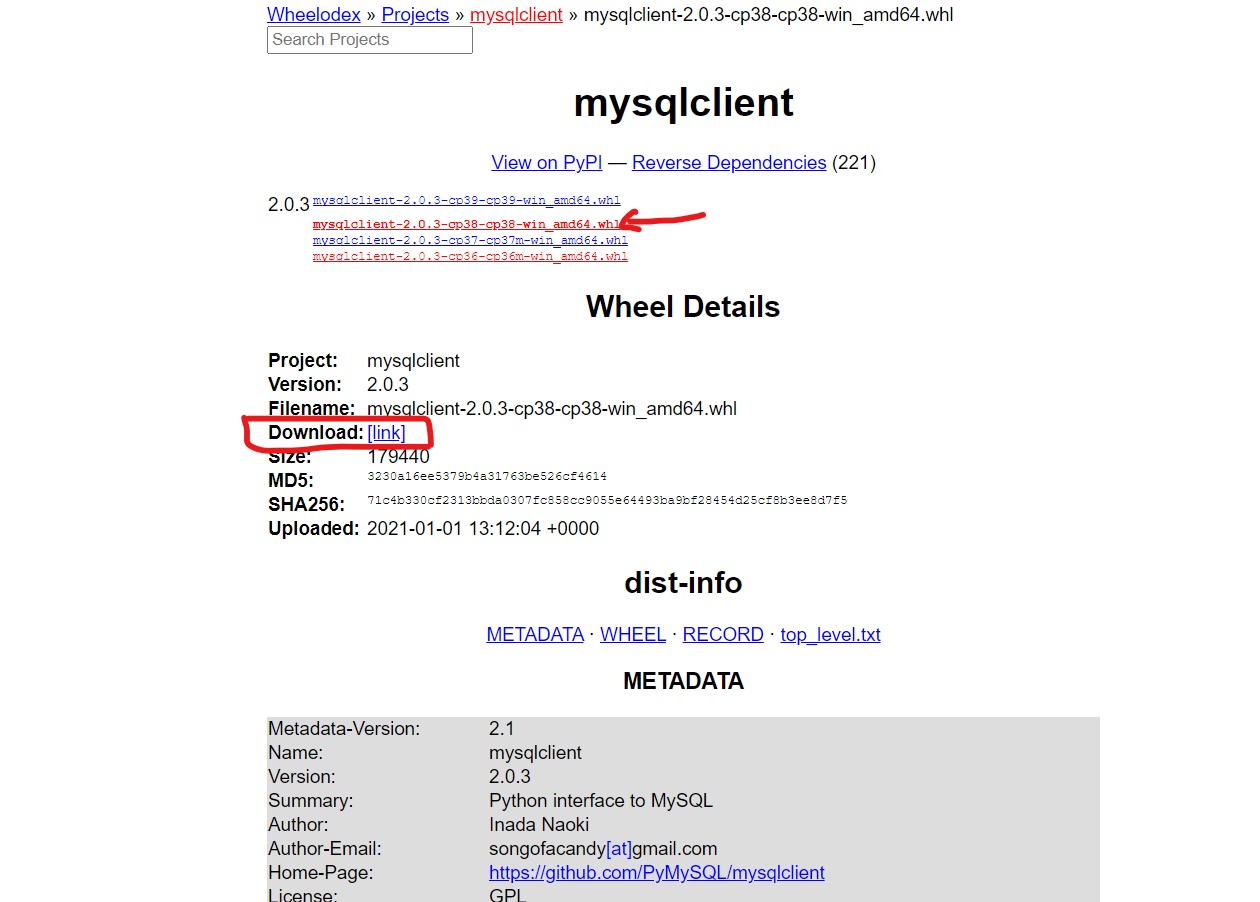 Wheelodex » Projects » mysqlclient » mysqlclient-2.0.3-cp38-cp38-win_amd64.whl
Search Projects
mysqlclient
View on PyPI — Reverse Dependencies (221)
2.0.3 mysqlclient-2.0.3-cp39-cp39-win_amd64.whl
mysqlclient-2.0.3-cp38-cp38-win_amd64.whl
mysqlclient-2.0.3-cp37-cp37m-win_amd64.whl
mysqlclient-2.0.3-cp36-cp36m-win_amd64.whl
Wheel Details
Project: mysqlclient
Version: 2.0.3
Filename: mysqlclient-2.0.3-cp38-cp38-win_amd64.whl
Download: [link]
Size: 179440
MD5: 3230a16ee5379b4a31763be526cf4614
SHA256: 71c4b330cf2313bbda0307fc858cc9055e64493ba9bf28454d25cf8b3ee8d7f5
Uploaded: 2021-01-01 13:12:04 +0000
dist-info
METADATA · WHEEL · RECORD · top_level.txt
METADATA
Metadata-Version: 2.1
Name: mysqlclient
Version: 2.0.3
Summary: Python interface to MySQL
Author: Inada Naoki
Author-Email: songofacandy[at]gmail.com
Home-Page: https://github.com/PyMySQL/mysqlclient
License: GPL